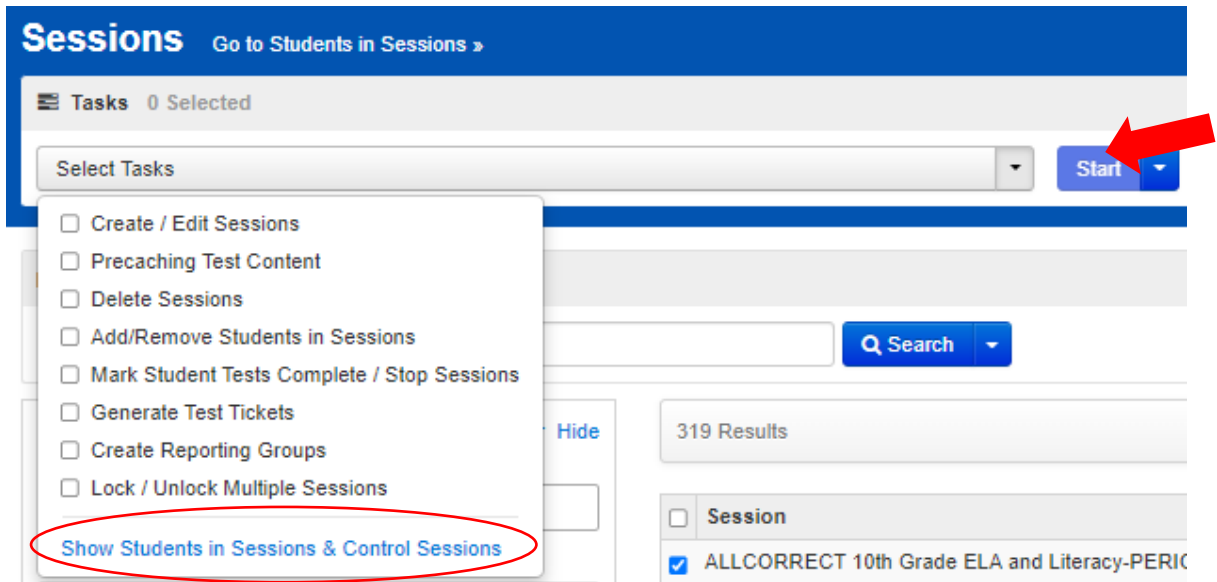 Sessions Go to Students in Sessions »
Tasks 0 Selected
Select Tasks
Start
Create / Edit Sessions
Precaching Test Content
Delete Sessions
Add/Remove Students in Sessions
Search
Mark Student Tests Complete / Stop Sessions
Generate Test Tickets
Hide
319 Results
Create Reporting Groups
Lock / Unlock Multiple Sessions
Session
Show Students in Sessions & Control Sessions
ALLCORRECT 10th Grade ELA and Literacy-PERIO